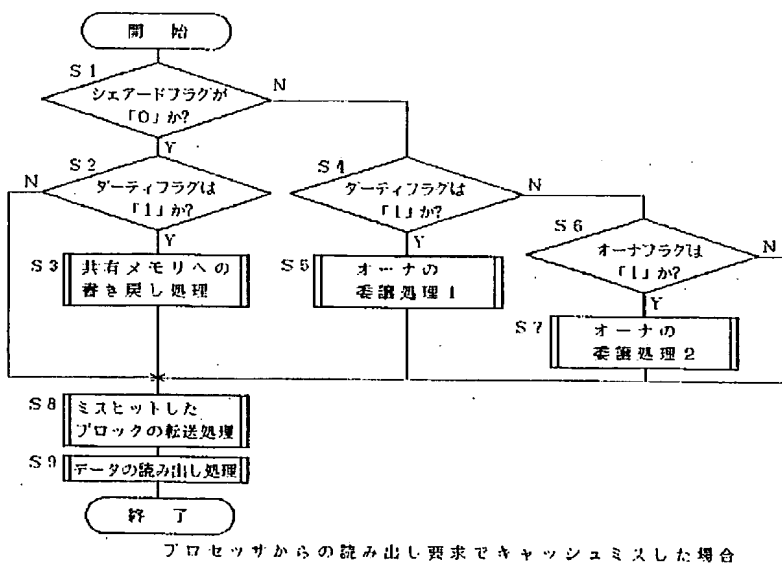 開始
S1
シェアードフラグが
「0」か?
N
Y
S2
ダーティフラグは
「1」か?
N
Y
S3
共有メモリへの
書き戻し処理
S4
ダーティフラグは
「1」か?
N
Y
S5
オーナの
委譲処理1
S6
オーナフラグは
「1」か?
N
Y
S7
オーナの
委譲処理2
S8
ミスヒットした
ブロックの転送処理
S9
データの読み出し処理
終了
プロセッサからの読み出し要求でキャッシュミスした場合